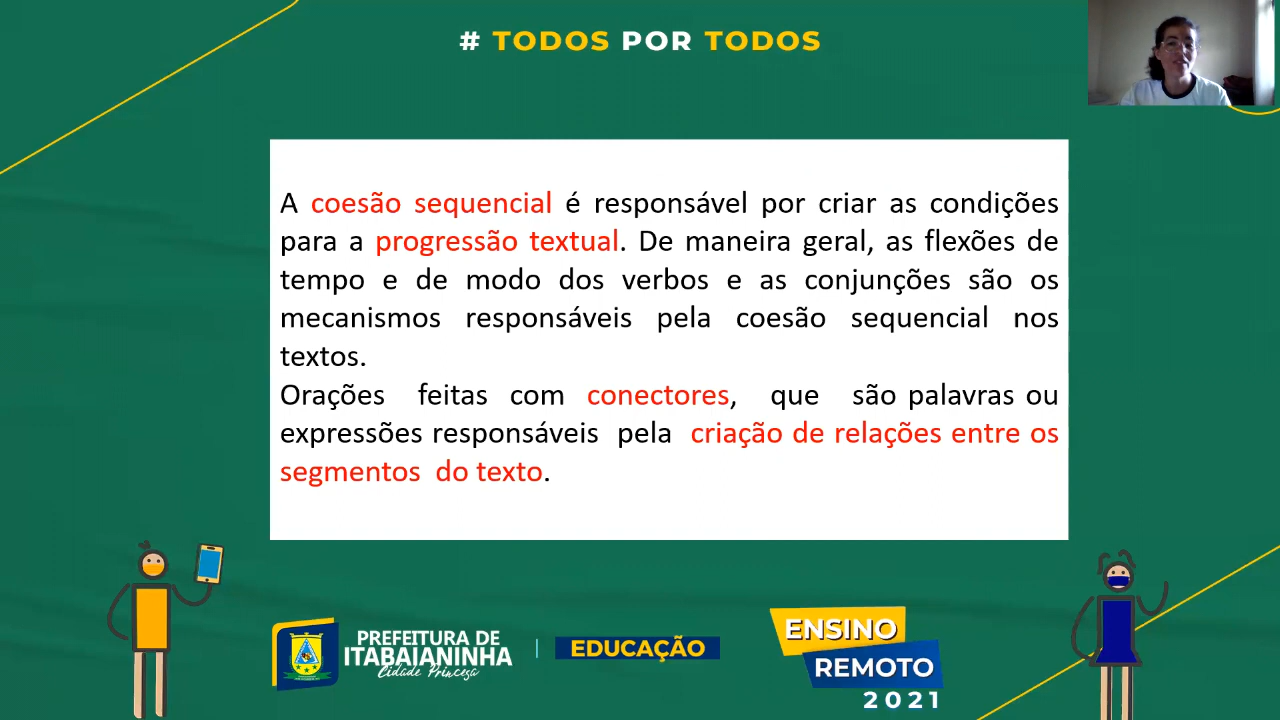 # TODOS POR TODOS
A coesão sequencial é responsável por criar as condições
para a progressão textual. De maneira geral, as flexões de
tempo e de modo dos verbos e as conjunções são os
mecanismos responsáveis pela coesão sequencial nos
textos.
Orações feitas com conectores, que são palavras ou
expressões responsáveis pela criação de relações entre os
segmentos do texto.
PREFEITURA DE
ITABAIANINHA
Cidade Princesa
EDUCAÇÃO
ENSINO
REMOTO
2021